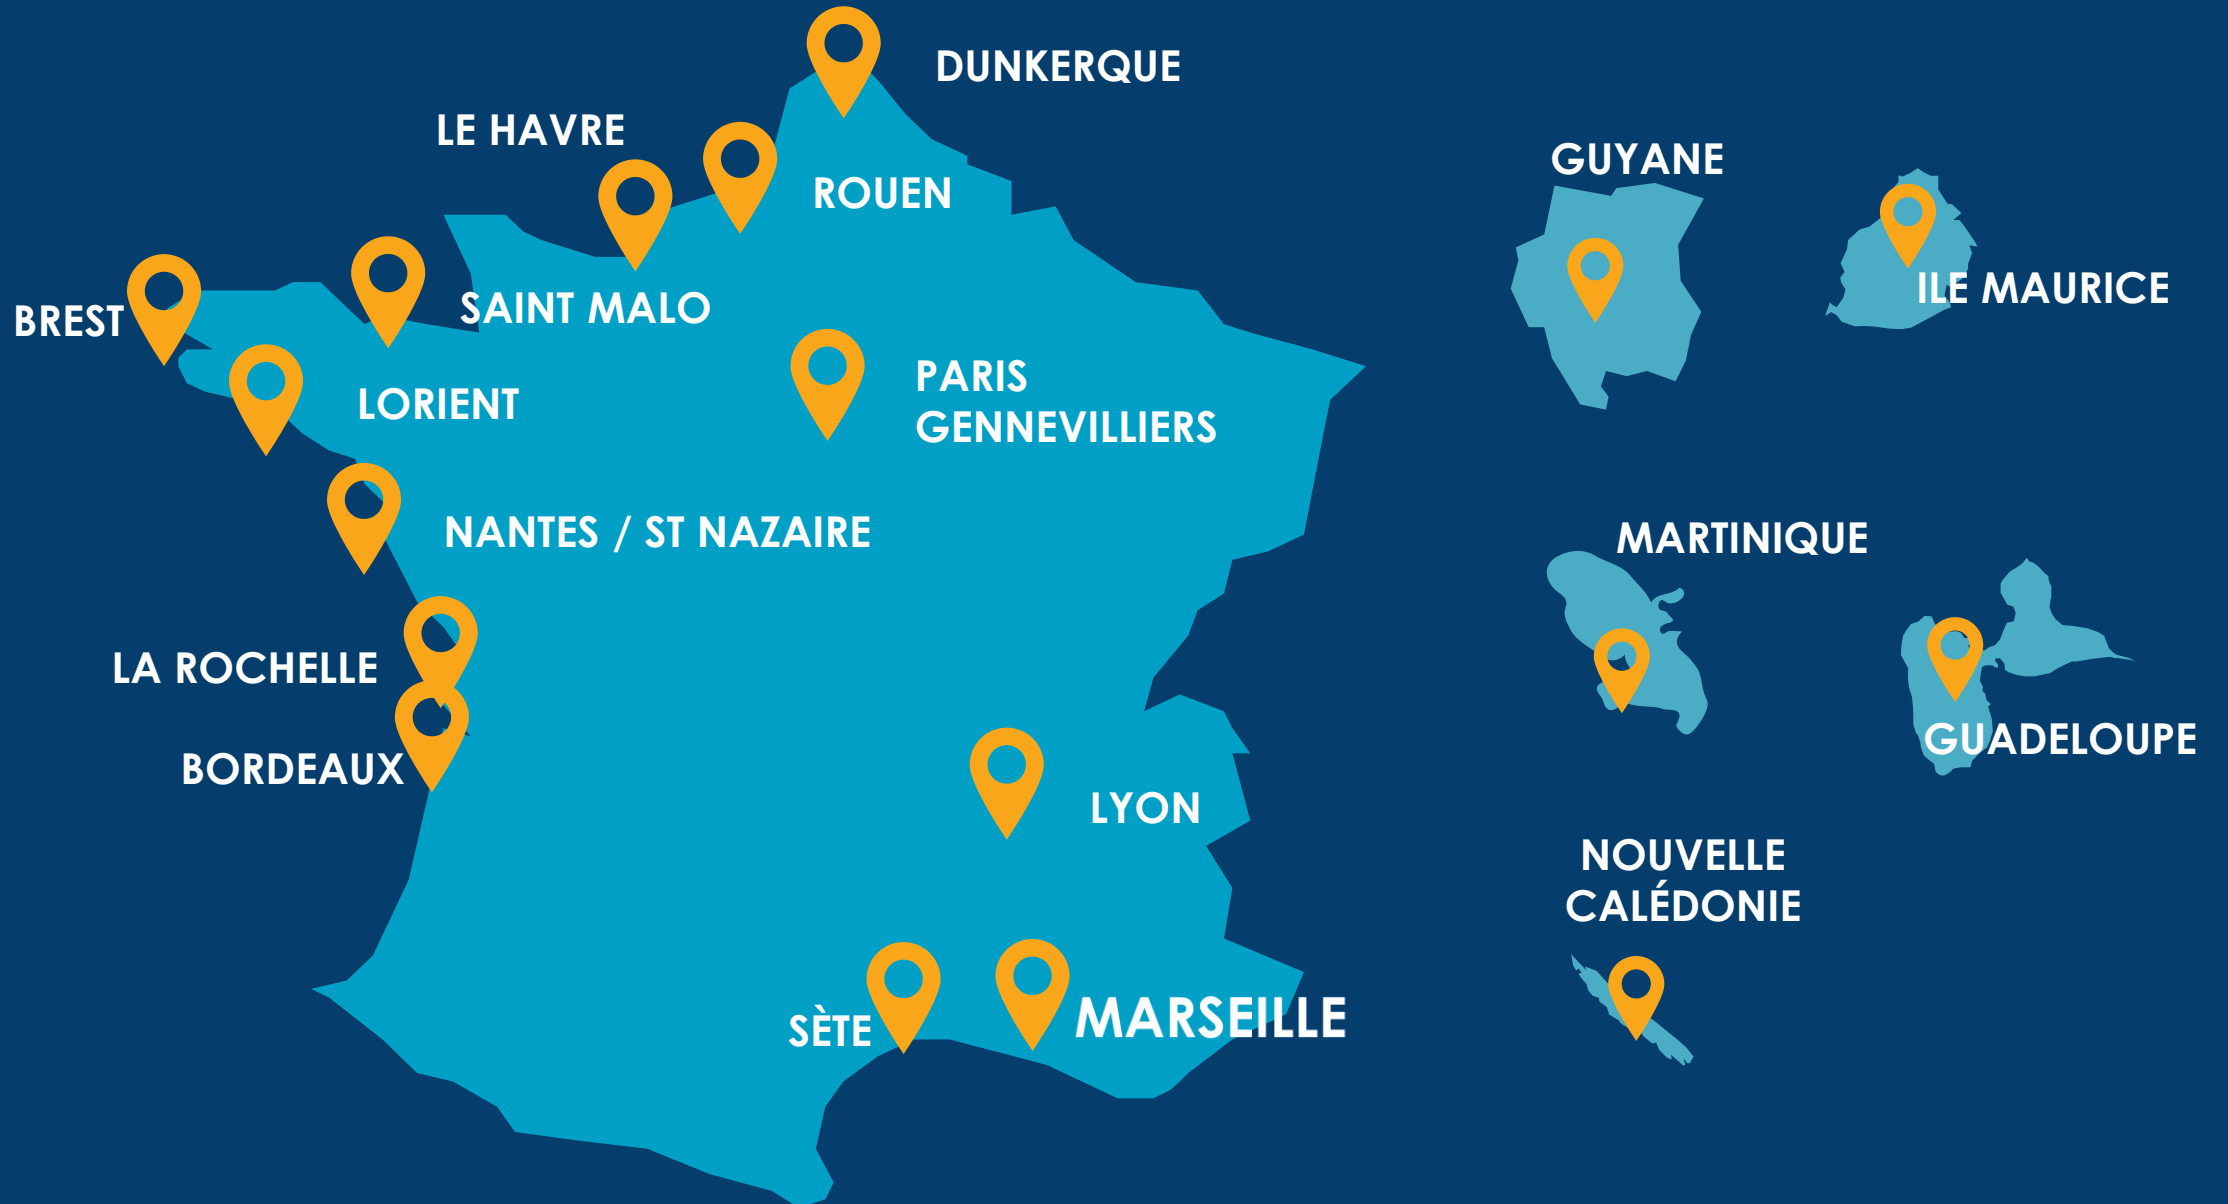 DUNKERQUE
LE HAVRE
ROUEN
SAINT MALO
BREST
LORIENT
PARIS
GENNEVILLIERS
NANTES / ST NAZAIRE
LA ROCHELLE
BORDEAUX
LYON
SÈTE
MARSEILLE
GUYANE
ILE MAURICE
MARTINIQUE
GUADELOUPE
NOUVELLE
CALÉDONIE